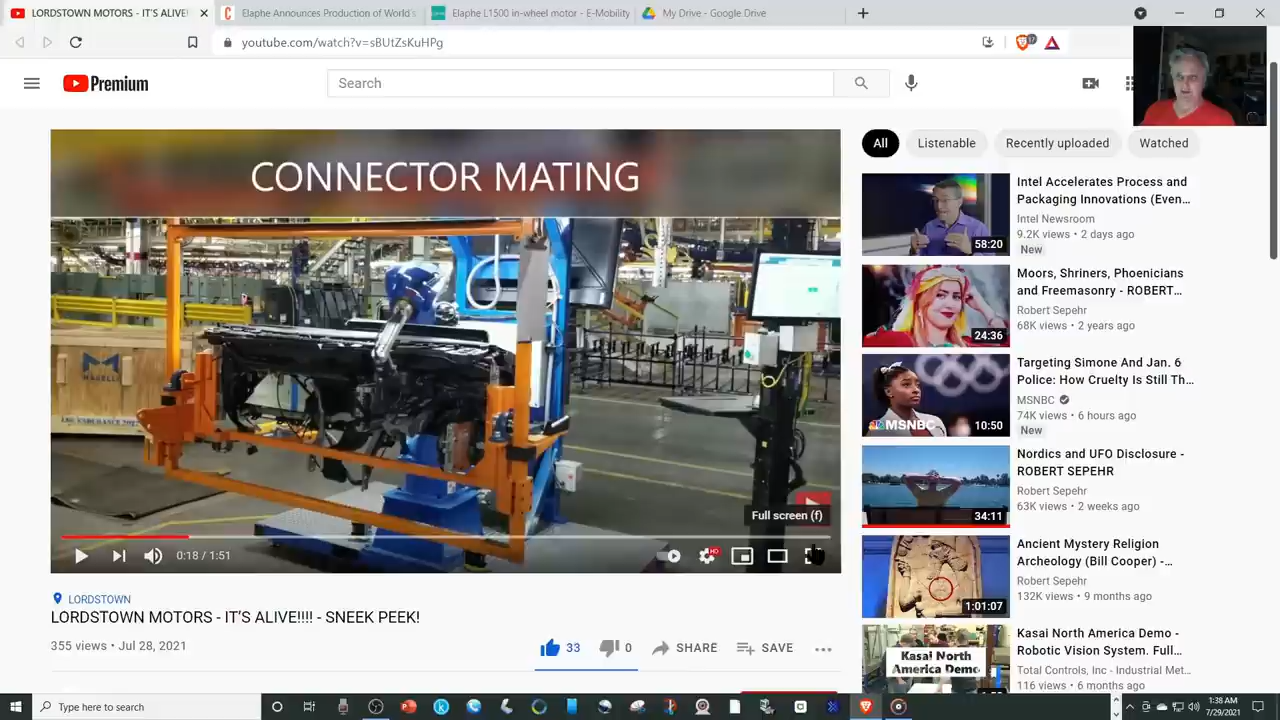 LORDSTOWN MOTORS - IT'S ALIVE!
Elaphe Announces Production of World's
Elaphe L1500 in-wheel motor - E-Mobility
My Drive - Google Drive
youtube.com/watch?v=sBUtZsKuHPg
17
Premium
Search
CONNECTOR MATING
Full screen (f)
0:18 / 1:51
HD
LORDSTOWN
LORDSTOWN MOTORS - IT'S ALIVE!!!! - SNEEK PEEK!
355 views • Jul 28, 2021
33
0
SHARE
SAVE
All
Listenable
Recently uploaded
Watched
58:20
Intel Accelerates Process and
Packaging Innovations (Even…
Intel Newsroom
9.2K views • 2 days ago
New
24:36
Moors, Shriners, Phoenicians
and Freemasonry - ROBERT…
Robert Sepehr
68K views • 2 years ago
MSNBC
10:50
Targeting Simone And Jan. 6
Police: How Cruelty Is Still Th…
MSNBC
74K views • 6 hours ago
New
34:11
Nordics and UFO Disclosure -
ROBERT SEPEHR
Robert Sepehr
63K views • 2 weeks ago
1:01:07
Ancient Mystery Religion
Archeology (Bill Cooper) -…
Robert Sepehr
132K views • 9 months ago
Kasai North
America Demo
Kasai North America Demo -
Robotic Vision System. Full…
Total Controls, Inc - Industrial Met…
116 views • 6 months ago
Type here to search
1:38 AM
7/29/2021